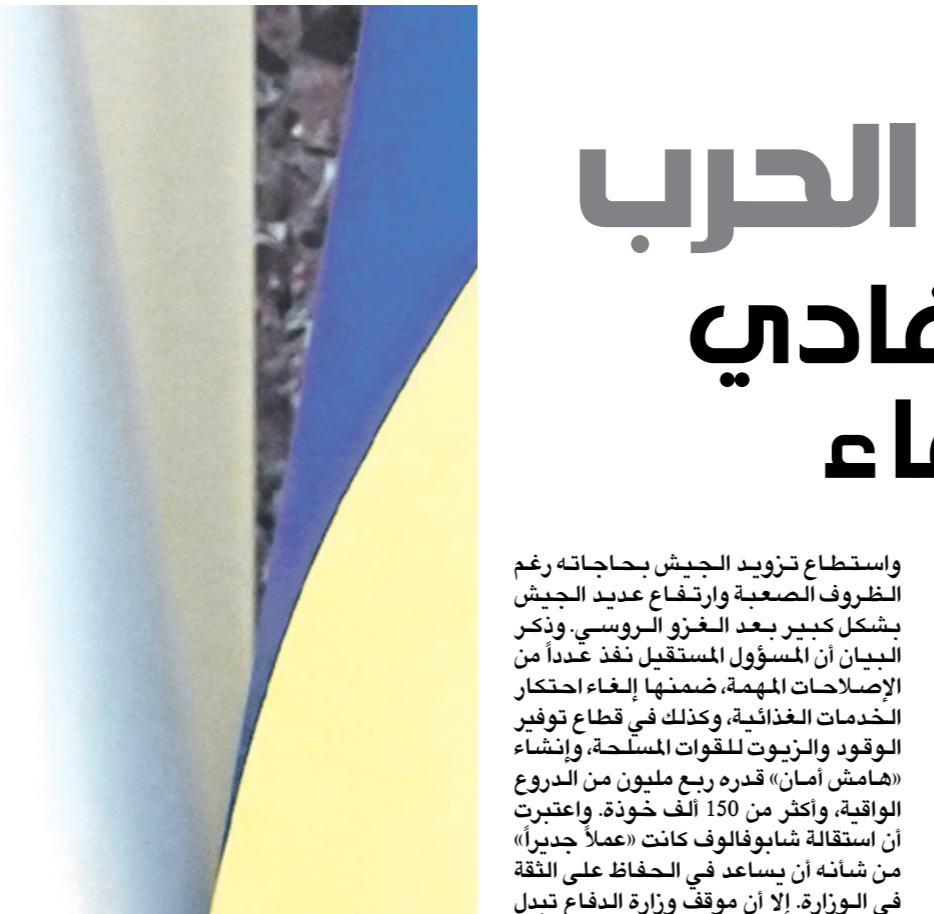 الحرب
واستطاع تزويد الجيش بحاجاته رغم
الظروف الصعبة وارتفاع عديد الجيش
بشكل كبير بعد الغزو الروسي. وذكر
البيان أن المسؤول المستقيل نفذ عدداً من
الإصلاحات المهمة، ضمنها إلغاء احتكار
الخدمات الغذائية، وكذلك في قطاع توفير
الوقود والزيوت للقوات المسلحة، وإنشاء
«هامش أمان» قدره ربع مليون من الدروع
الواقية، وأكثر من 150 ألف خوذة. واعتبرت
أن استقالة شابوفالوف كانت «عملاً جديراً»
من شأنه أن يساعد في الحفاظ على الثقة
في الوزارة. إلا أن موقف وزارة الدفاع تبدل